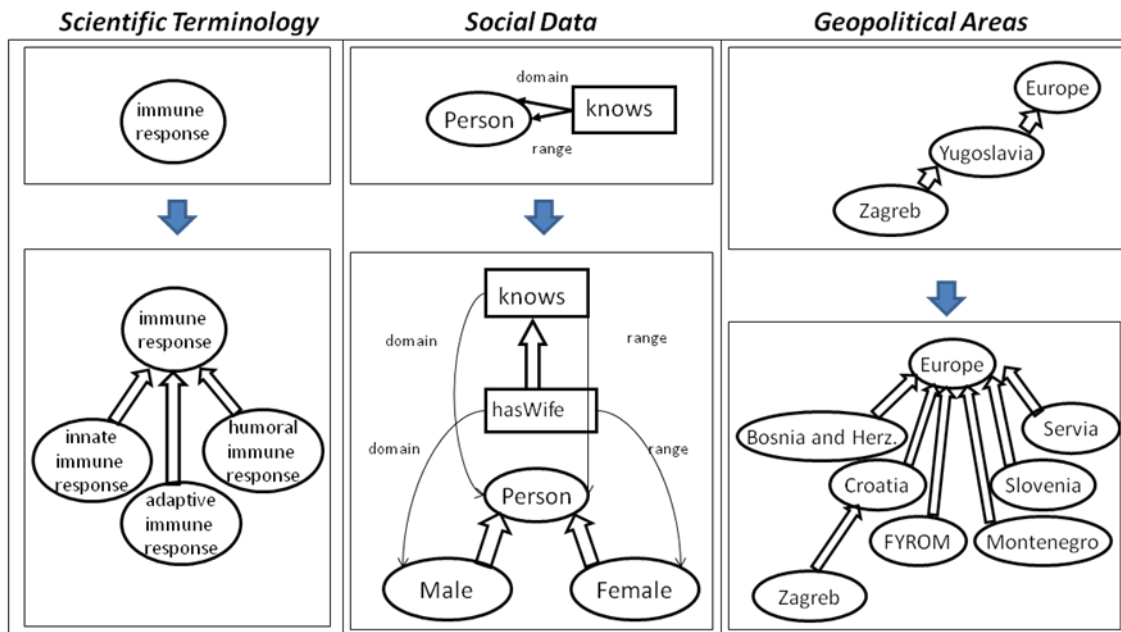 Scientific Terminology
Social Data
Geopolitical Areas
immune
response
domain
Person
knows
range
Europe
Yugoslavia
Zagreb
immune
response
innate
immune
response
humoral
immune
response
adaptive
immune
response
knows
domain
range
hasWife
domain
range
Person
Male
Female
Europe
Bosnia and Herz.
Servia
Croatia
Slovenia
FYROM
Montenegro
Zagreb